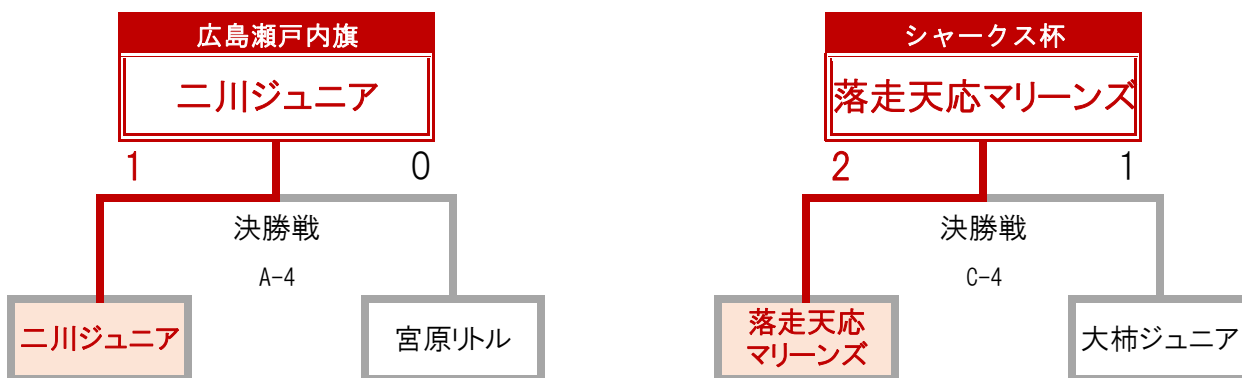 広島瀬戸内旗
二川ジュニア
1
0
決勝戦
A-4
二川ジュニア
宮原リトル
シャークス杯
落走天応マリーンズ
2
1
決勝戦
C-4
落走天応
マリーンズ
大柿ジュニア